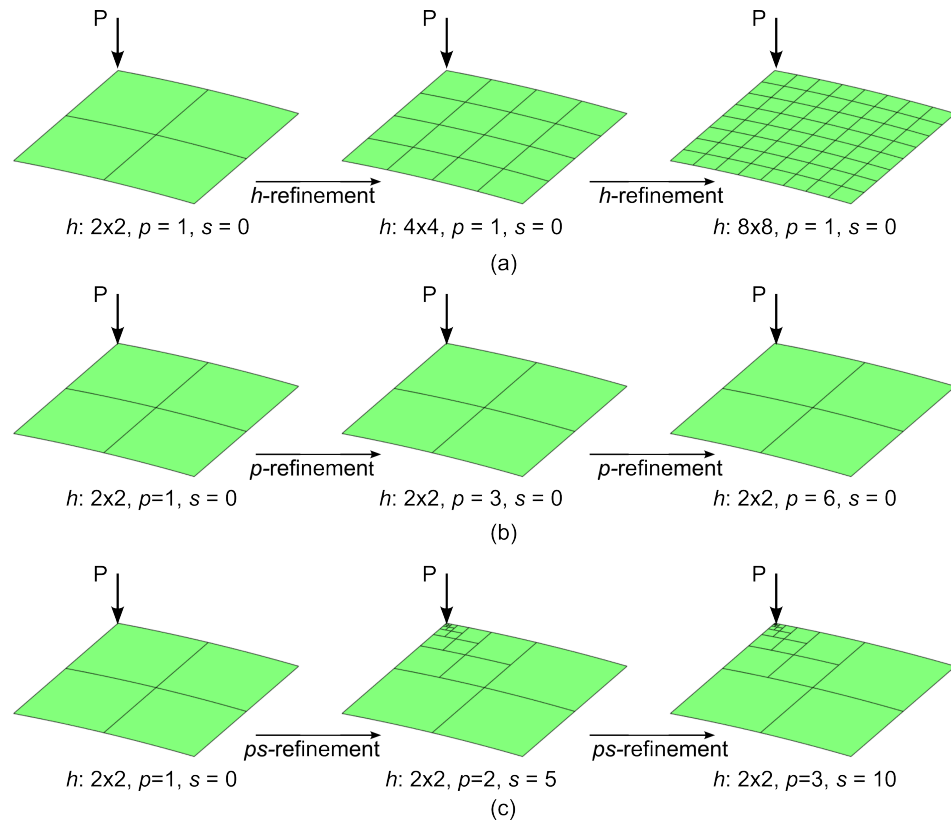 P P P
h-refinement h-refinement
h: 2x2, p = 1, s = 0 h: 4x4, p = 1, s = 0 h: 8x8, p = 1, s = 0
(a)
P P P
p-refinement p-refinement
h: 2x2, p=1, s = 0 h: 2x2, p = 3, s = 0 h: 2x2, p = 6, s = 0
(b)
P P P
ps-refinement ps-refinement
h: 2x2, p=1, s = 0 h: 2x2, p=2, s = 5 h: 2x2, p=3, s = 10
(c)